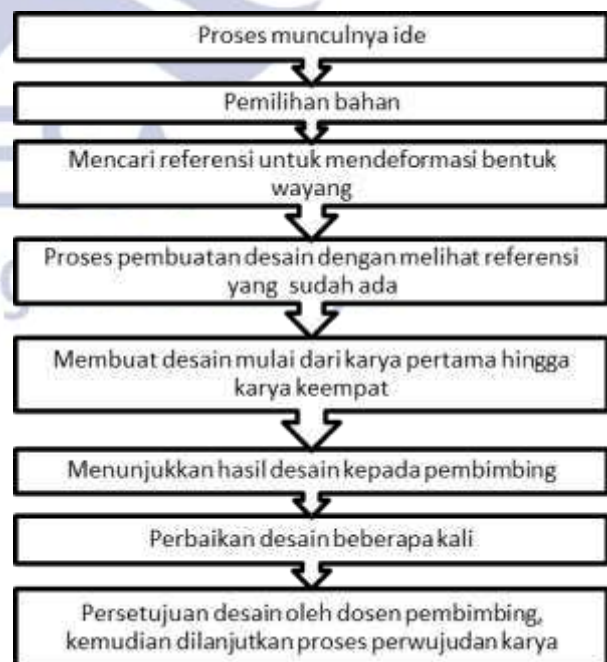 Proses munculnya ide
Pemilihan bahan
Mencari referensi untuk mendeformasi bentuk
wayang
Proses pembuatan desain dengan melihat referensi
yang sudah ada
Membuat desain mulai dari karya pertama hingga
karya keempat
Menunjukkan hasil desain kepada pembimbing
Perbaikan desain beberapa kali
Persetujuan desain oleh dosen pembimbing,
kemudian dilanjutkan proses perwujudan karya